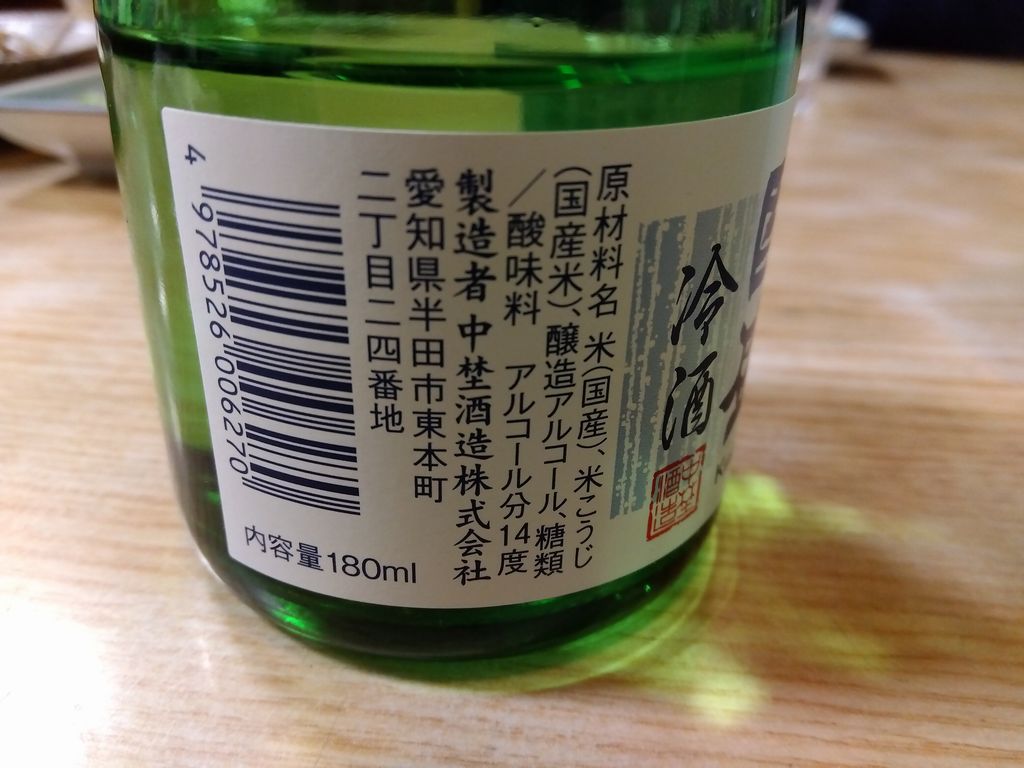 冷酒
原材料名 米(国産)、米こうじ
(国産米)、醸造アルコール、糖類
/酸味料 アルコール分14度
製造者 中埜酒造株式会社
愛知県半田市東本町
二丁目二四番地
4 978526 006270
内容量180ml